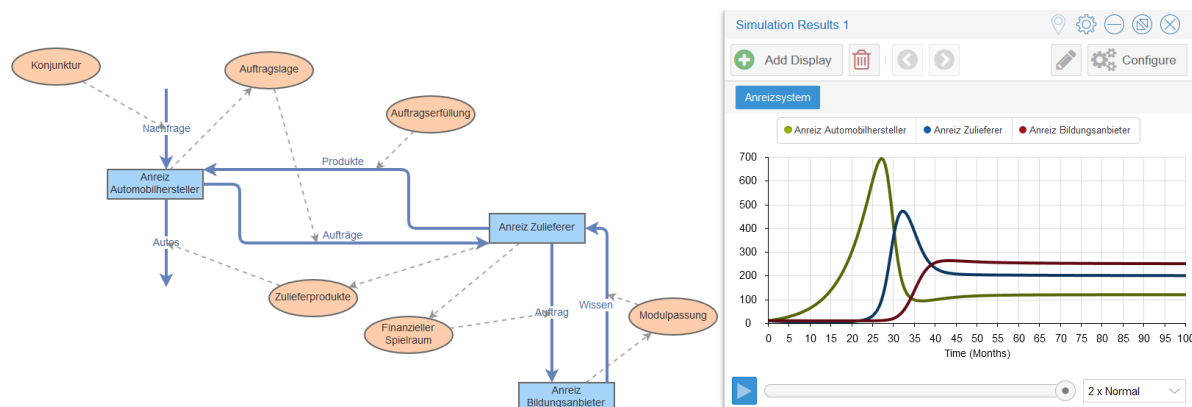 Konjunktur
Auftragslage
Auftragserfüllung
Nachfrage
Produkte
Anreiz
Automobilhersteller
Aufträge
Anreiz Zulieferer
Autos
Zulieferprodukte
Finanzieller
Spielraum
Auftrag
Wissen
Modulpassung
Anreiz
Bildungsanbieter
Simulation Results 1
Add Display
Configure
Anreizsystem
Anreiz Automobilhersteller Anreiz Zulieferer Anreiz Bildungsanbieter
700
600
500
400
300
200
100
0
0 5 10 15 20 25 30 35 40 45 50 55 60 65 70 75 80 85 90 95 100
Time (Months)
2 x Normal